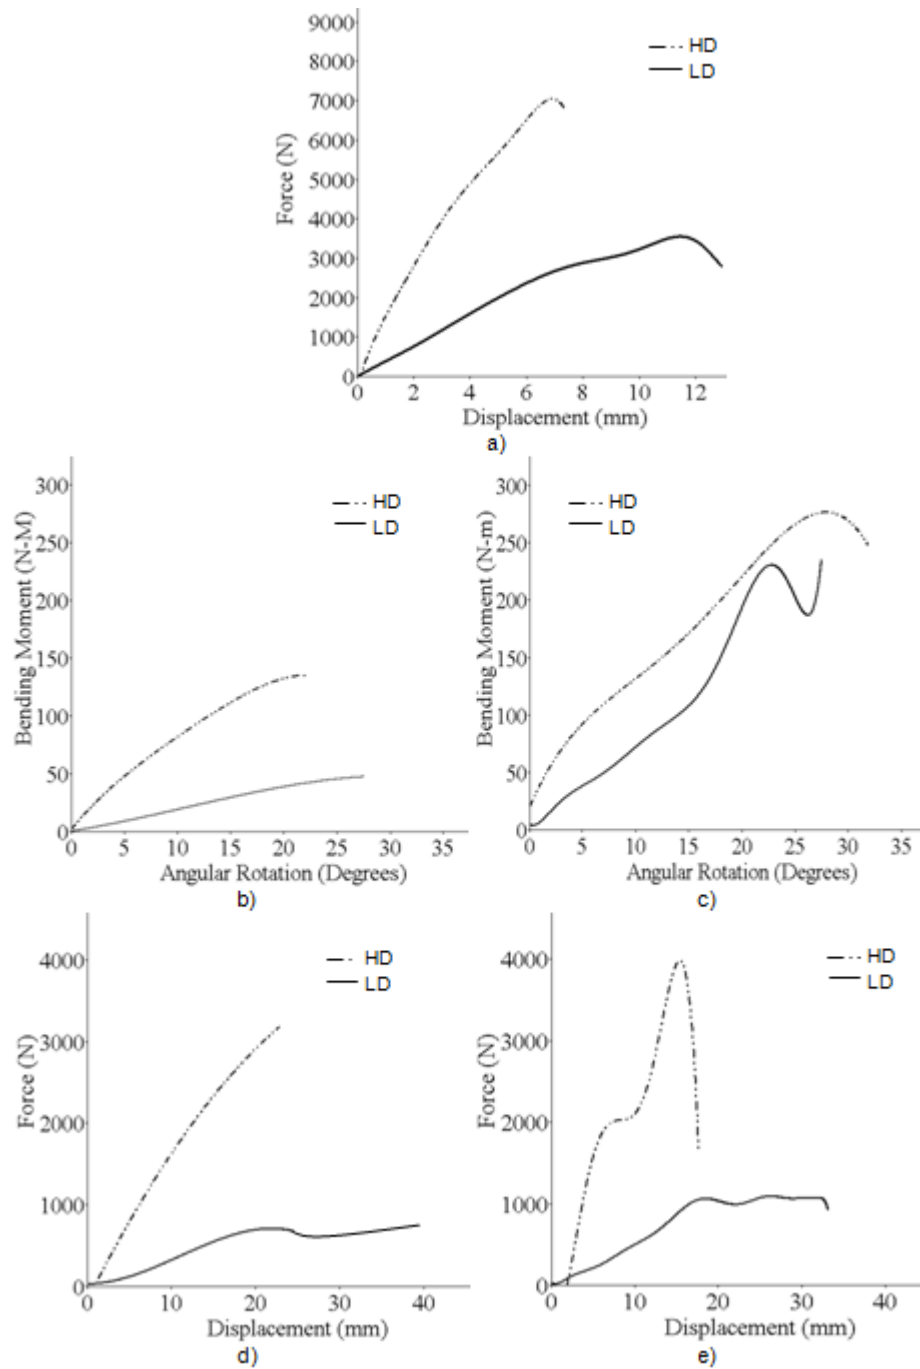 9000
8000
7000
6000
5000
4000
3000
2000
1000
0
Force (N)
HD
LD
0 2 4 6 8 10 12
Displacement (mm)
a)
300
250
200
150
100
50
0
Bending Moment (N-M)
HD
LD
0 5 10 15 20 25 30 35
Angular Rotation (Degrees)
b)
300
250
200
150
100
50
0
Bending Moment (N-m)
HD
LD
0 5 10 15 20 25 30 35
Angular Rotation (Degrees)
c)
4000
3000
2000
1000
0
Force (N)
HD
LD
0 10 20 30 40
Displacement (mm)
d)
4000
3000
2000
1000
0
Force (N)
HD
LD
0 10 20 30 40
Displacement (mm)
e)